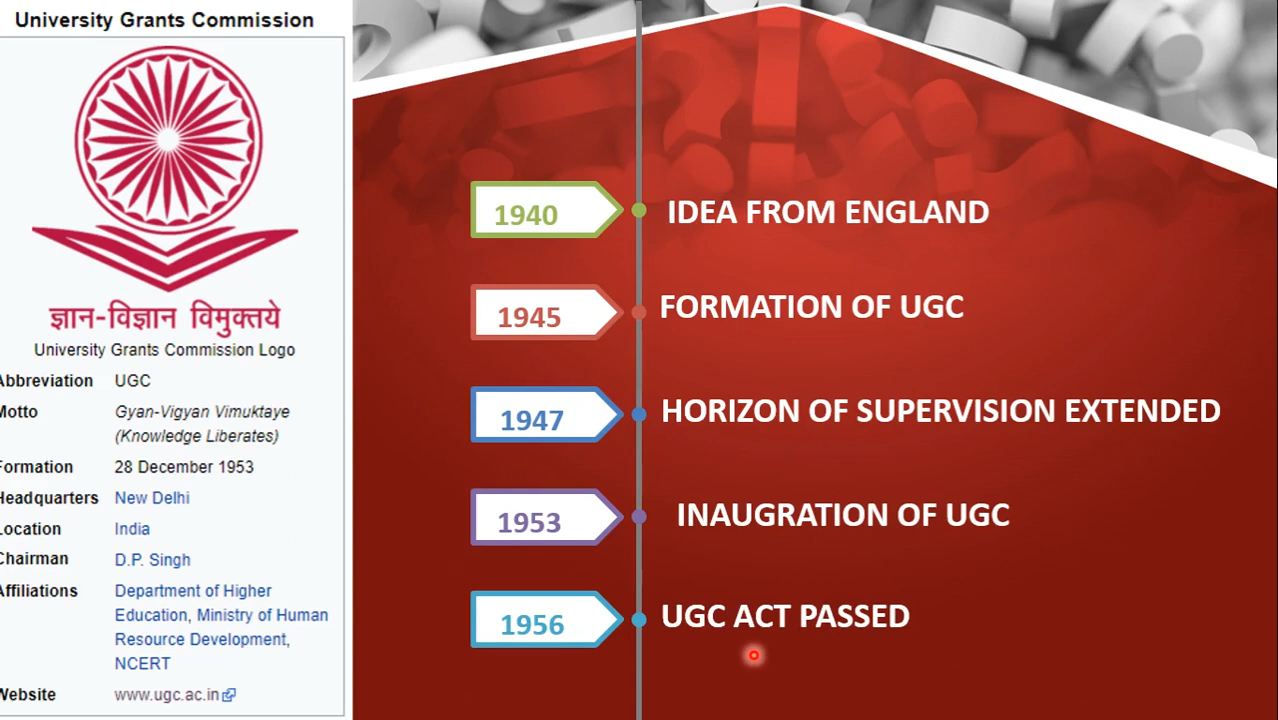 University Grants Commission
ज्ञान-विज्ञान विमुक्तये
University Grants Commission Logo
Abbreviation UGC
Motto Gyan-Vigyan Vimuktaye
(Knowledge Liberates)
Formation 28 December 1953
Headquarters New Delhi
Location India
Chairman D.P. Singh
Affiliations Department of Higher
Education, Ministry of Human
Resource Development,
NCERT
Website www.ugc.ac.in
1940 IDEA FROM ENGLAND
1945 FORMATION OF UGC
1947 HORIZON OF SUPERVISION EXTENDED
1953 INAUGRATION OF UGC
1956 UGC ACT PASSED